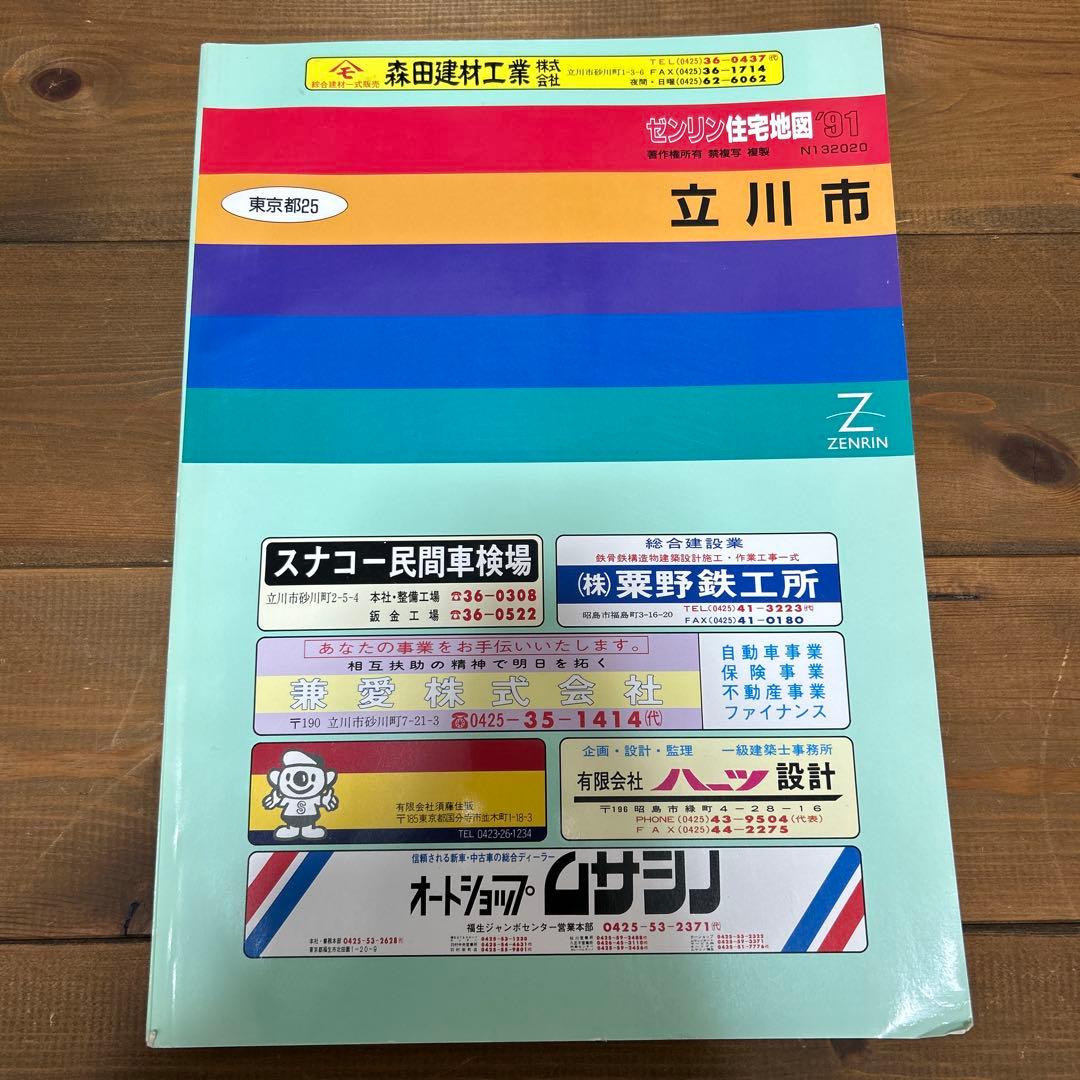 モ
綜合建材一式販売
森田建材工業 株式会社
立川市砂川町1-3-6
TEL(0425)36-0437㈹
FAX(0425)36-1714
夜間・日曜(0425)62-6062
ゼンリン住宅地図'91
著作権所有 禁複写 複製 N132020
東京都25
立川市
Z
ZENRIN
スナコー民間車検場
立川市砂川町2-5-4 本社・整備工場 ☎36-0308
鈑金工場 ☎36-0522
総合建設業
鉄骨鉄構造物建築設計施工・作業工事一式
(株)粟野鉄工所
昭島市福島町3-16-20
TEL(0425)41-3223㈹
FAX(0425)41-0180
あなたの事業をお手伝いいたします。
相互扶助の精神で明日を拓く
兼愛株式会社
〒190 立川市砂川町7-21-3 ☎0425-35-1414(代)
自動車事業
保険事業
不動産事業
ファイナンス
S
有限会社須藤住販
〒185東京都国分寺市並木町1-18-3
TEL 0423-26-1234
企画・設計・監理 一級建築士事務所
有限会社 ハーツ 設計
〒196 昭島市緑町4-28-16
PHONE(0425)43-9504(代表)
FAX(0425)44-2275
信頼される新車・中古車の総合ディーラー
オートショップ ムサシノ
福生ジャンボセンター営業本部 0425-53-2371㈹
本社・業務本部 0425-53-2628㈹
東京都福生市北田園1-20-9